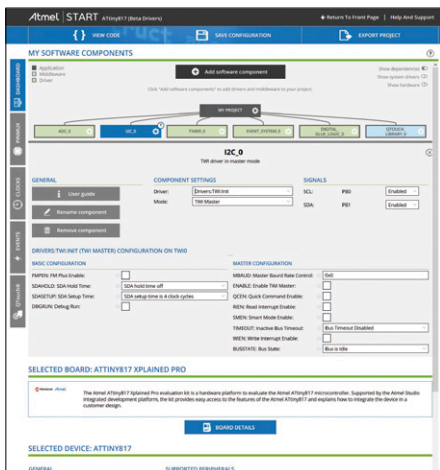 Atmel START ATtiny817 (Beta Drivers)
Return To Front Page | Help And Support
{ } VIEW CODE
SAVE CONFIGURATION
EXPORT PROJECT
MY SOFTWARE COMPONENTS
Application
Middleware
Driver
Add software component
Click "Add software components" to add drivers and middleware to your project.
Show dependencies
Show system drivers
Show hardware
DASHBOARD
PINMUX
CLOCKS
EVENTS
QTouch®
MY PROJECT
ADC_0
I2C_0
TIMER_0
EVENT_SYSTEM_0
DIGITAL_GLUE_LOGIC_0
QTOUCH_LIBRARY_0
I2C_0
TWI driver in master mode
GENERAL
User guide
Rename component
Remove component
COMPONENT SETTINGS
Driver: Drivers:TWI:Init
Mode: TWI Master
SIGNALS
SCL: PB0 Enabled
SDA: PB1 Enabled
DRIVERS:TWI:INIT (TWI MASTER) CONFIGURATION ON TWI0
BASIC CONFIGURATION
FMPEN: FM Plus Enable:
SDAHOLD: SDA Hold Time: SDA hold time off
SDASETUP: SDA Setup Time: SDA setup time is 4 clock cycles
DBGRUN: Debug Run:
MASTER CONFIGURATION
MBAUD: Master Baurd Rate Control: 0x0
ENABLE: Enable TWI Master:
QCEN: Quick Command Enable:
RIEN: Read Interrupt Enable:
SMEN: Smart Mode Enable:
TIMEOUT: Inactive Bus Timeout: Bus Timeout Disabled
WIEN: Write Interrupt Enable:
BUSSTATE: Bus State: Bus is Idle
SELECTED BOARD: ATTINY817 XPLAINED PRO
Atmel
The Atmel ATtiny817 Xplained Pro evaluation kit is a hardware platform to evaluate the Atmel ATtiny817 microcontroller. Supported by the Atmel Studio
integrated development platform, the kit provides easy access to the features of the Atmel ATtiny817 and explains how to integrate the device in a
customer design.
BOARD DETAILS
SELECTED DEVICE: ATTINY817
GENERAL
SUPPORTED PERIPHERALS